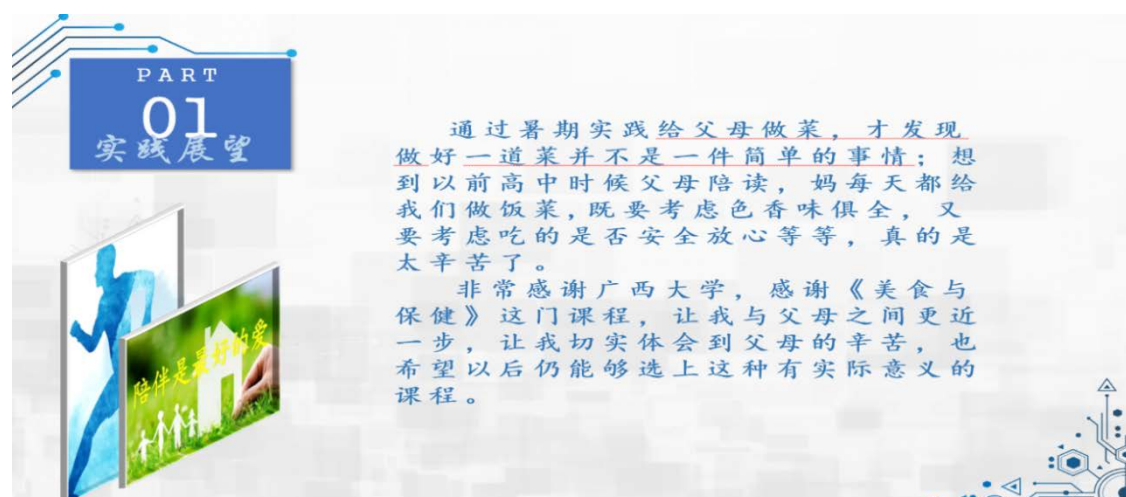 PART
01
实践展望
通过暑期实践给父母做菜，才发现
做好一道菜并不是一件简单的事情；想
到以前高中时候父母陪读，妈每天都给
我们做饭菜，既要考虑色香味俱全，又
要考虑吃的是否安全放心等等，真的是
太辛苦了。
非常感谢广西大学，感谢《美食与
保健》这门课程，让我与父母之间更近
一步，让我切实体会到父母的辛苦，也
希望以后仍能够选上这种有实际意义的
课程。
陪伴是最好的爱